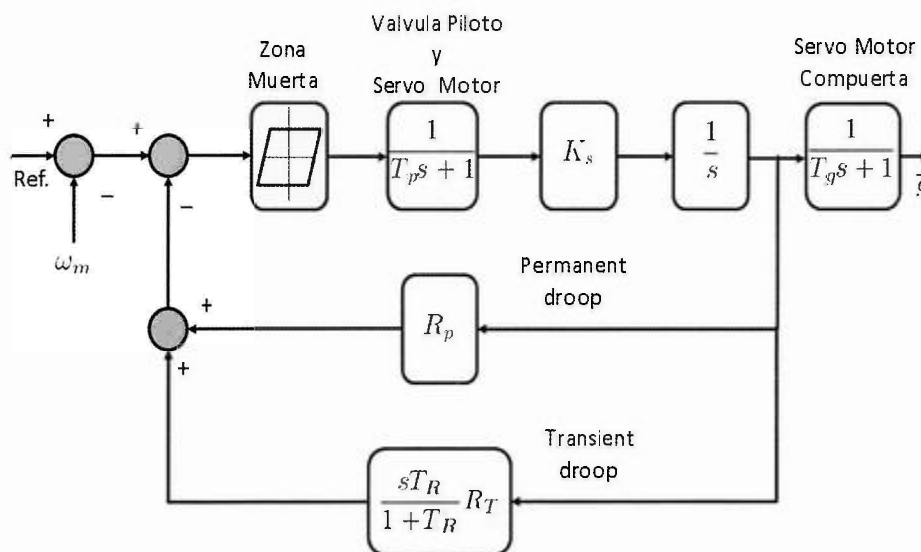 Zona
Muerta
Valvula Piloto
y
Servo Motor
Servo Motor
Compuerta
+
+
Ref.
−
−
ω_m
1
T_p s + 1
K_s
1
s
1
T_g s + 1
+
+
R_p
Permanent
droop
Transient
droop
sT_R
1 + T_R
R_T